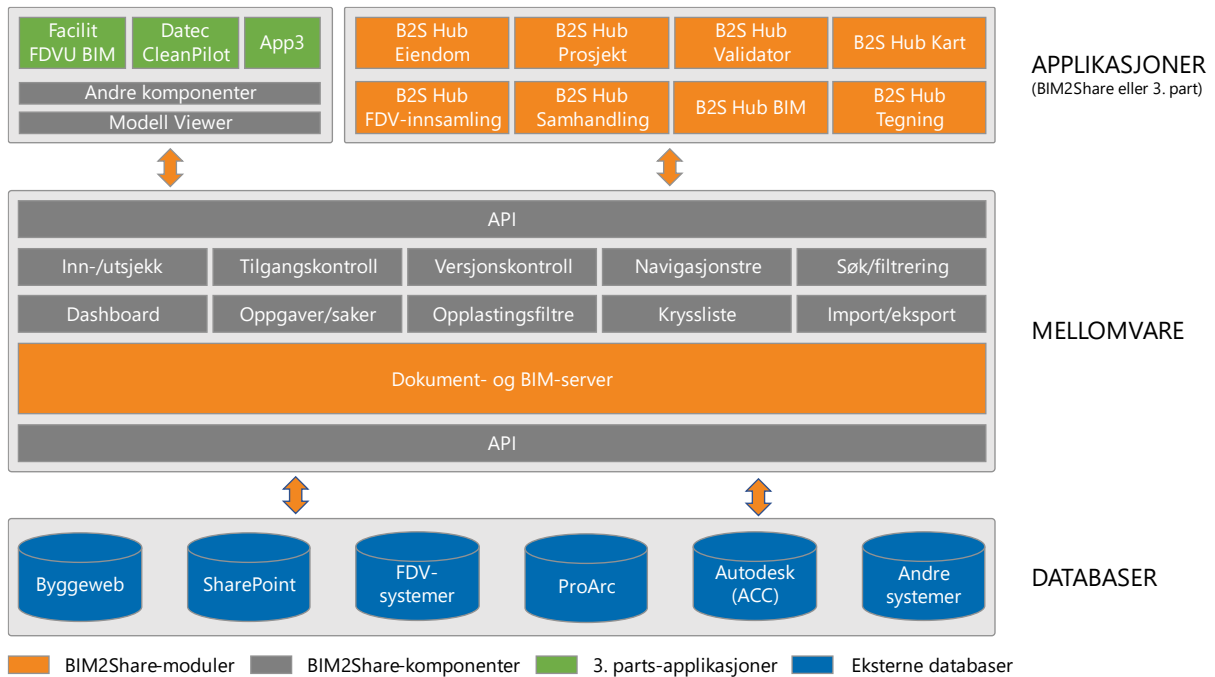 Facilit
FDVU BIM
Datec
CleanPilot
App3
Andre komponenter
Modell Viewer
B2S Hub
Eiendom
B2S Hub
Prosjekt
B2S Hub
Validator
B2S Hub Kart
B2S Hub
FDV-innsamling
B2S Hub
Samhandling
B2S Hub BIM
B2S Hub
Tegning
APPLIKASJONER
(BIM2Share eller 3. part)
API
Inn-/utsjekk
Tilgangskontroll
Versjonskontroll
Navigasjonstre
Søk/filtrering
Dashboard
Oppgaver/saker
Opplastingsfiltre
Kryssliste
Import/eksport
Dokument- og BIM-server
API
MELLOMVARE
Byggeweb
SharePoint
FDV-
systemer
ProArc
Autodesk
(ACC)
Andre
systemer
DATABASER
BIM2Share-moduler
BIM2Share-komponenter
3. parts-applikasjoner
Eksterne databaser